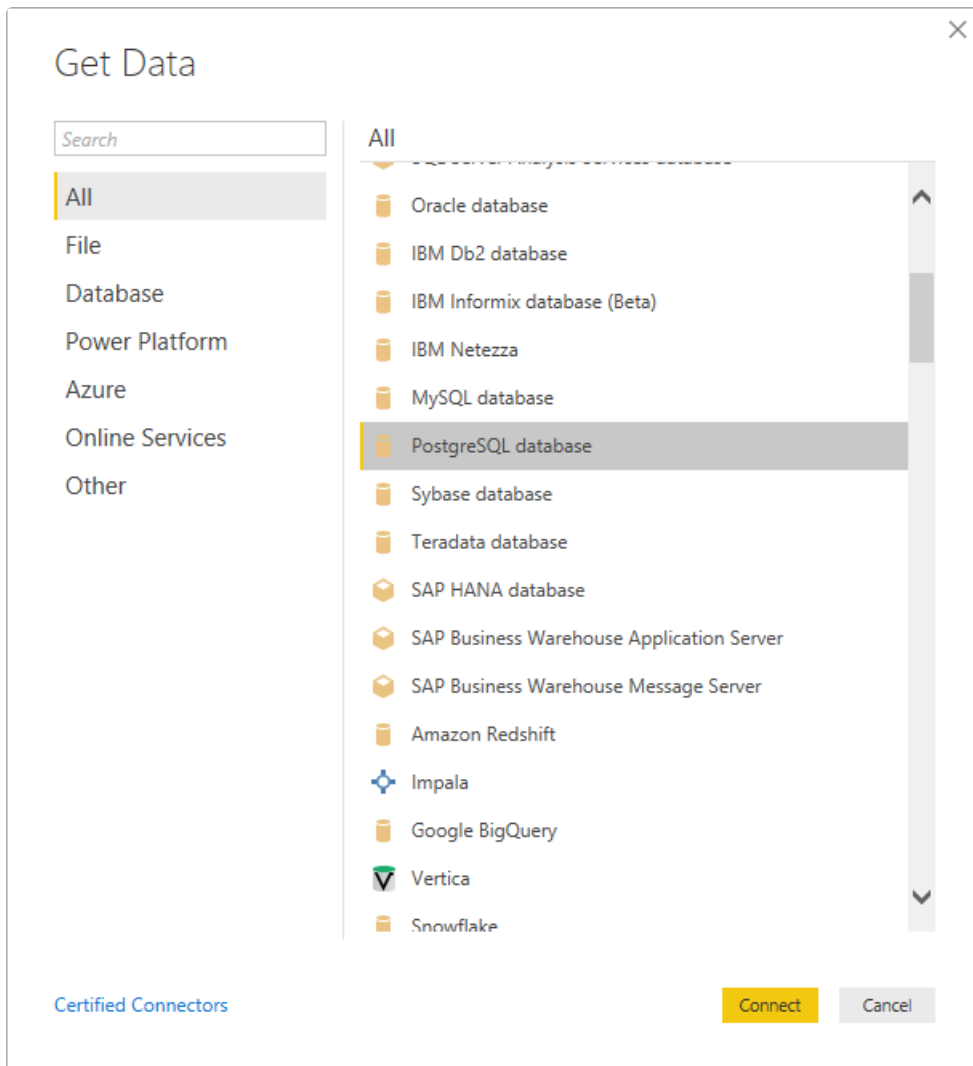 Get Data
Search
All
File
Database
Power Platform
Azure
Online Services
Other
All
Oracle database
IBM Db2 database
IBM Informix database (Beta)
IBM Netezza
MySQL database
PostgreSQL database
Sybase database
Teradata database
SAP HANA database
SAP Business Warehouse Application Server
SAP Business Warehouse Message Server
Amazon Redshift
Impala
Google BigQuery
Vertica
Snowflake
Certified Connectors
Connect
Cancel